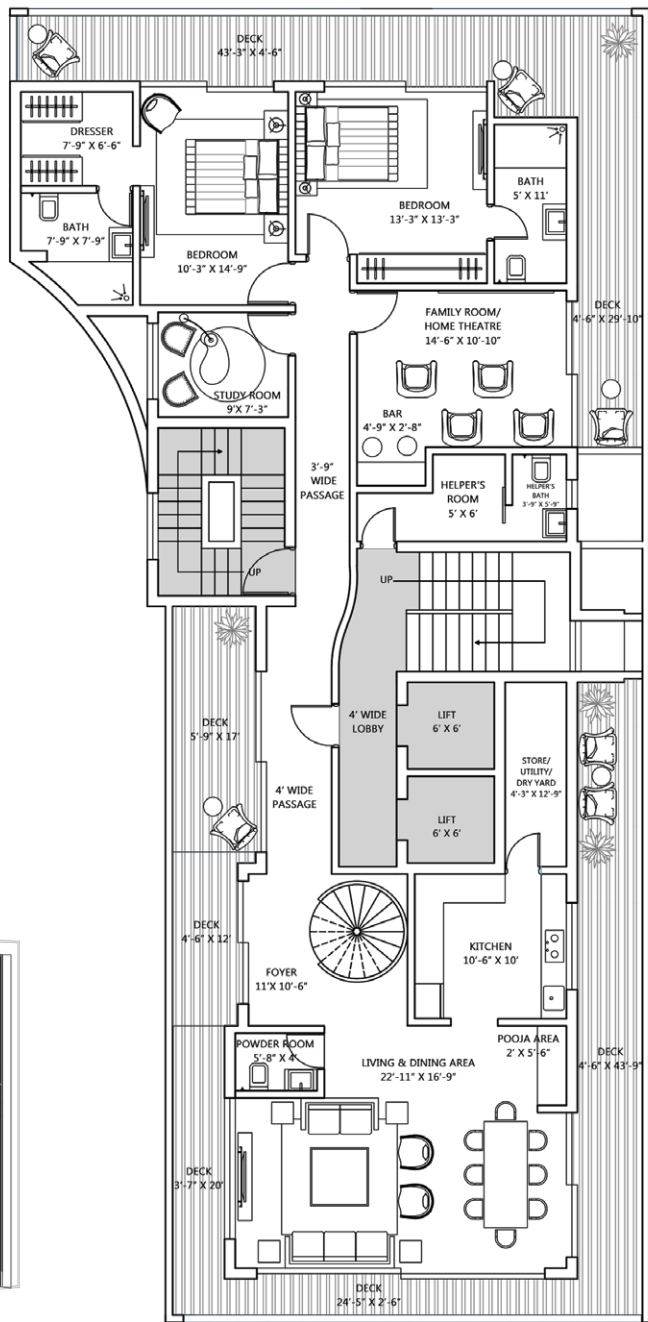 DECK
43'-3" X 4'-6"
DRESSER
7'-9" X 6'-6"
BATH
7'-9" X 7'-9"
BEDROOM
10'-3" X 14'-9"
BEDROOM
13'-3" X 13'-3"
BATH
5' X 11'
DECK
4'-6" X 29'-10"
FAMILY ROOM/
HOME THEATRE
14'-6" X 10'-10"
STUDY ROOM
9'X 7'-3"
BAR
4'-9" X 2'-8"
3'-9"
WIDE
PASSAGE
HELPER'S
ROOM
5' X 6'
HELPER'S
BATH
3'-9" X 5'-9"
UP
UP
DECK
5'-9" X 17'
4' WIDE
LOBBY
LIFT
6' X 6'
STORE/
UTILITY/
DRY YARD
4'-3" X 12'-9"
4' WIDE
PASSAGE
LIFT
6' X 6'
DECK
4'-6" X 12'
FOYER
11'X 10'-6"
KITCHEN
10'-6" X 10'
POWDER ROOM
5'-8" X 4'
LIVING & DINING AREA
22'-11" X 16'-9"
POOJA AREA
2' X 5'-6"
DECK
4'-6" X 43'-9"
DECK
3'-7" X 20'
DECK
24'-5" X 2'-6"